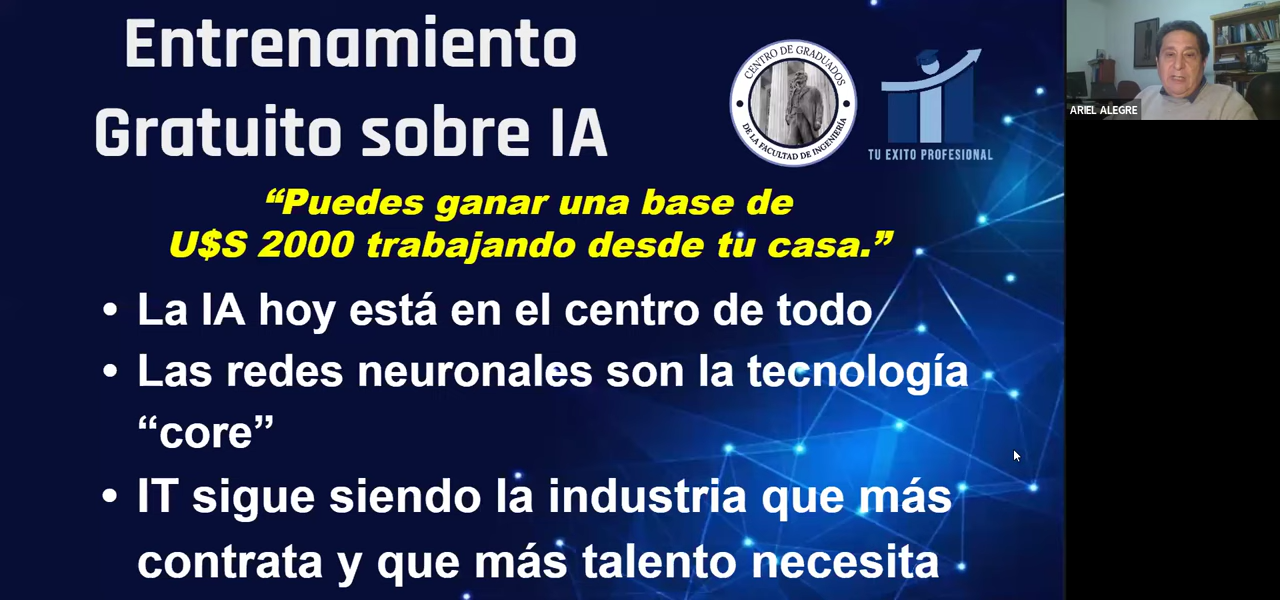 Entrenamiento
Gratuito sobre IA
CENTRO DE GRADUADOS
DE LA FACULTAD DE INGENIERÍA
TU EXITO PROFESIONAL
ARIEL ALEGRE
“Puedes ganar una base de
U$S 2000 trabajando desde tu casa.”
• La IA hoy está en el centro de todo
• Las redes neuronales son la tecnología
“core”
• IT sigue siendo la industria que más
contrata y que más talento necesita